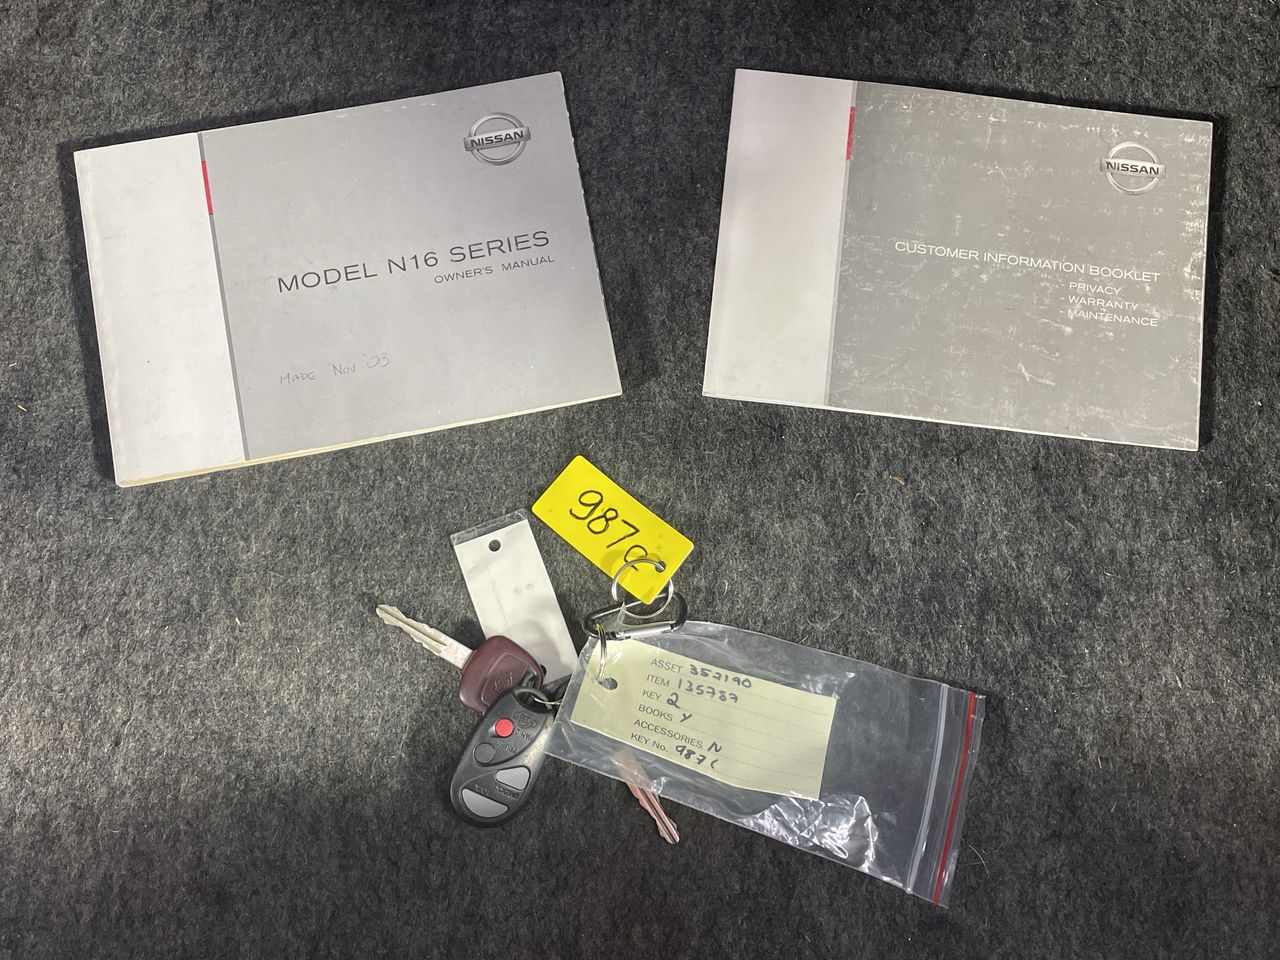 NISSAN
MODEL N16 SERIES
OWNER'S MANUAL
MADE Nov '03
NISSAN
CUSTOMER INFORMATION BOOKLET
- PRIVACY
- WARRANTY
- MAINTENANCE
987C
ASSET 352190
ITEM 135787
KEY 2
BOOKS Y
ACCESSORIES N
KEY No. 987C